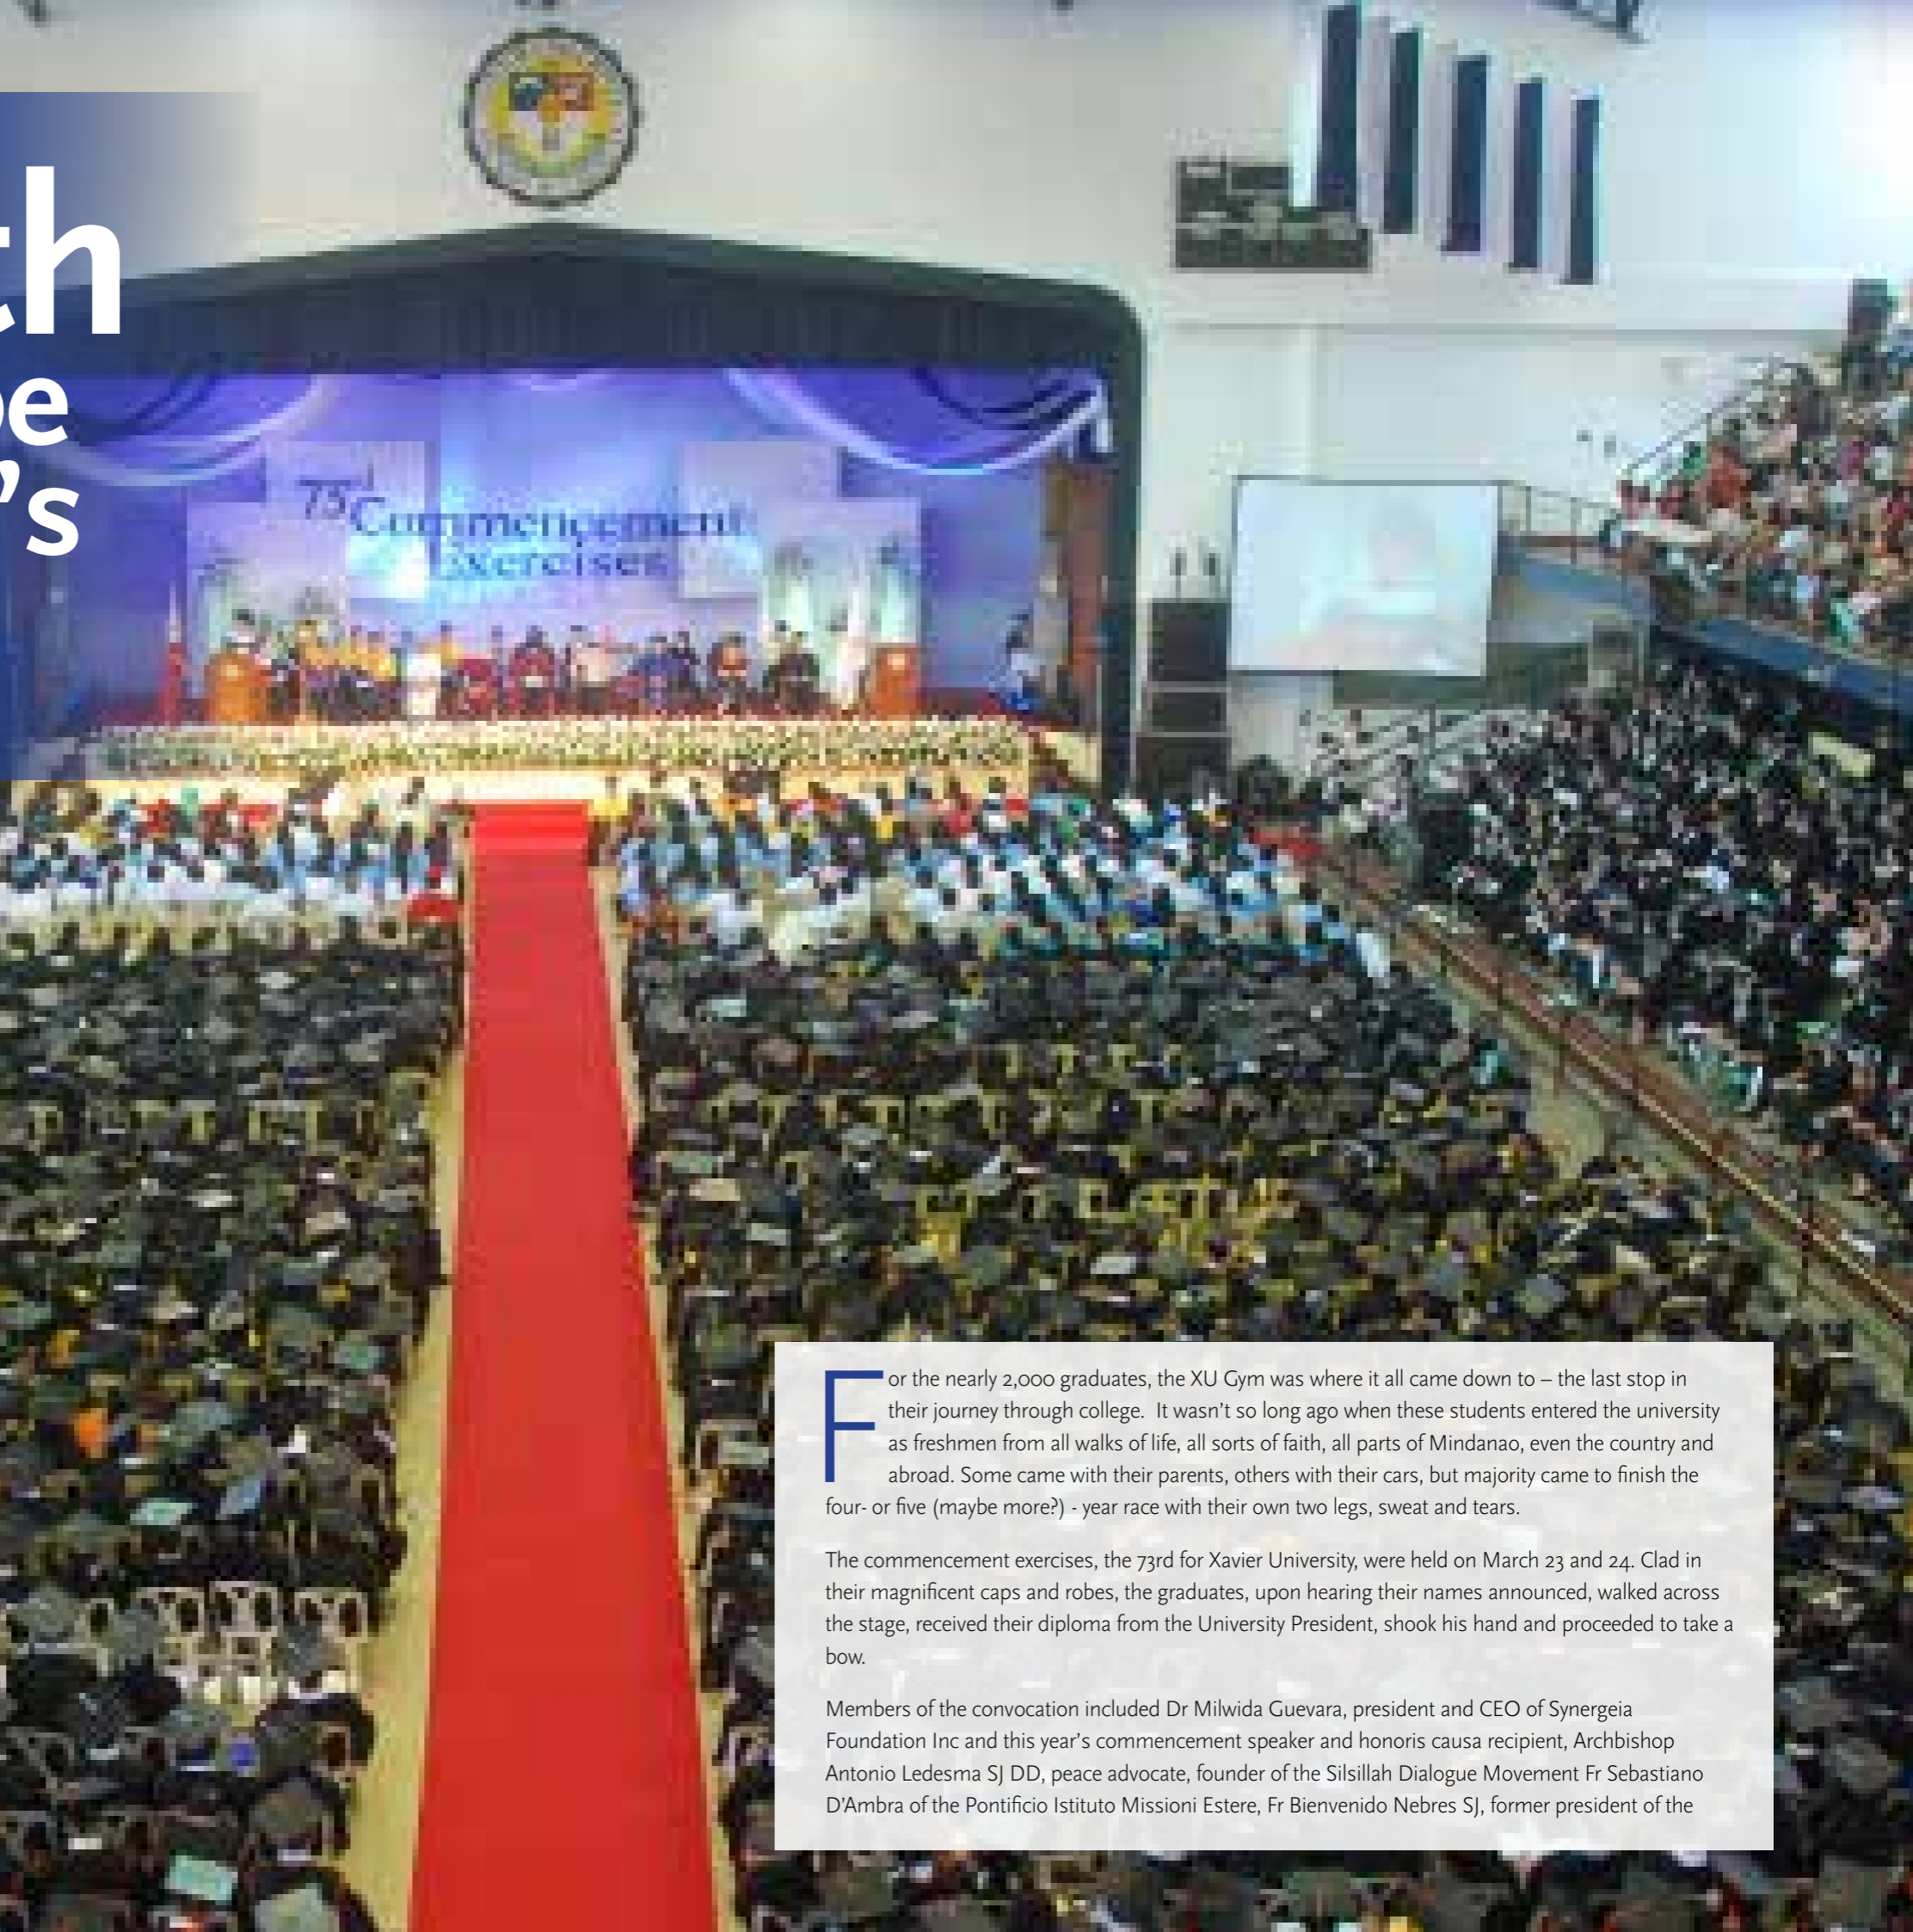 th
be
's
73rd Commencement
Exercises
For the nearly 2,000 graduates, the XU Gym was where it all came down to – the last stop in
their journey through college.  It wasn't so long ago when these students entered the university
as freshmen from all walks of life, all sorts of faith, all parts of Mindanao, even the country and
abroad. Some came with their parents, others with their cars, but majority came to finish the
four- or five (maybe more?) - year race with their own two legs, sweat and tears.
The commencement exercises, the 73rd for Xavier University, were held on March 23 and 24. Clad in
their magnificent caps and robes, the graduates, upon hearing their names announced, walked across
the stage, received their diploma from the University President, shook his hand and proceeded to take a
bow.
Members of the convocation included Dr Milwida Guevara, president and CEO of Synergeia
Foundation Inc and this year's commencement speaker and honoris causa recipient, Archbishop
Antonio Ledesma SJ DD, peace advocate, founder of the Silsillah Dialogue Movement Fr Sebastiano
D'Ambra of the Pontificio Istituto Missioni Estere, Fr Bienvenido Nebres SJ, former president of the